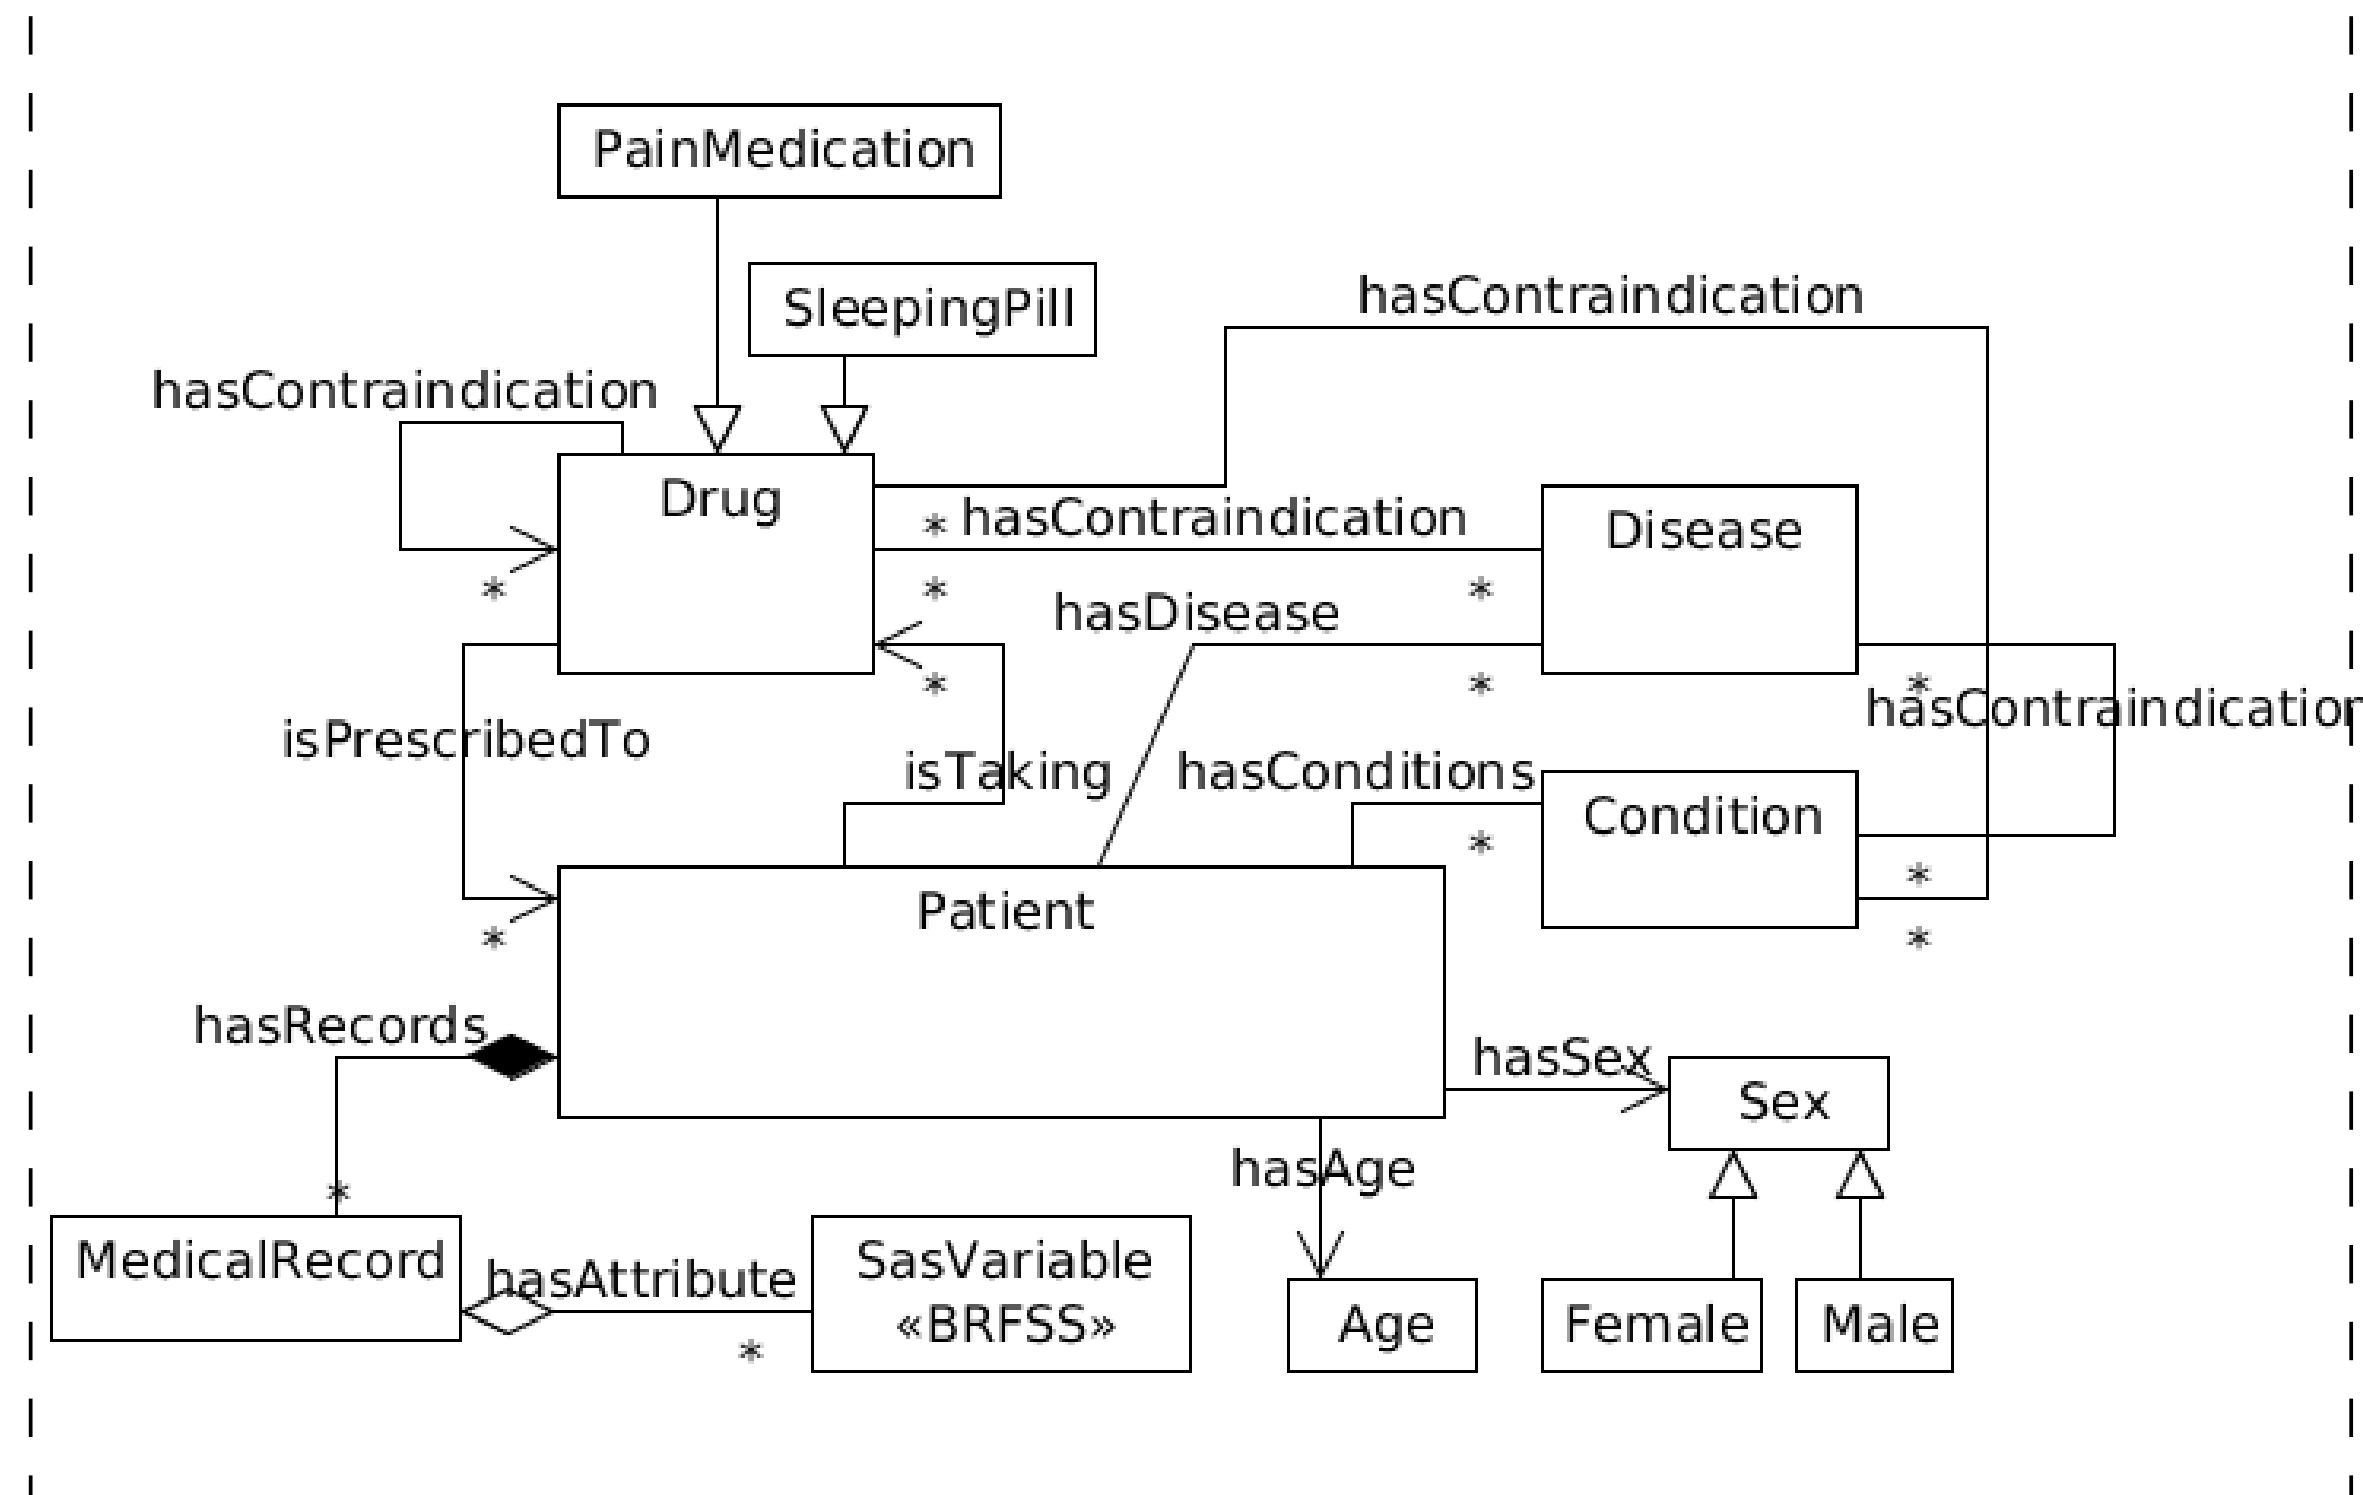 PainMedication
SleepingPill
hasContraindication
hasContraindication
Drug
* hasContraindication
Disease
*
*
*
hasDisease
*
*
*
hasContraindication
isPrescribedTo
isTaking
hasConditions
Condition
*
*
Patient
*
*
hasRecords
hasSex
Sex
hasAge
*
MedicalRecord
hasAttribute
SasVariable
«BRFSS»
*
Age
Female
Male